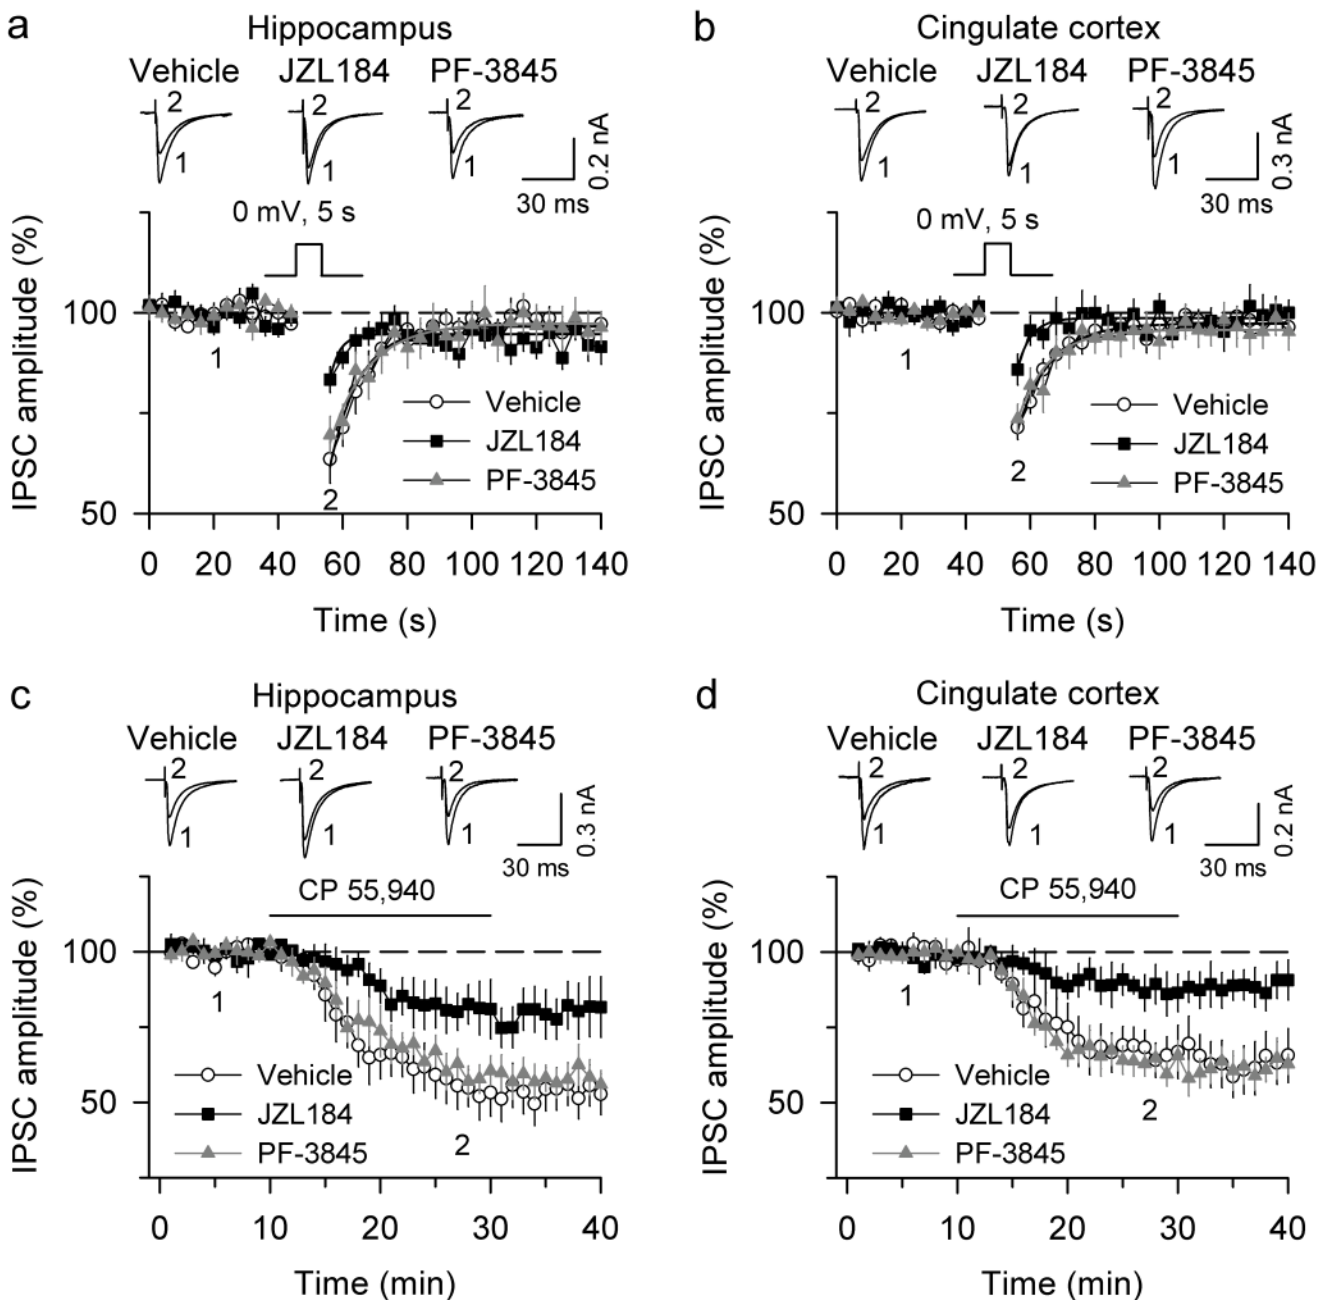 a
Hippocampus
Vehicle JZL184 PF-3845
2 2 2
1 1 1
0.2 nA
30 ms
0 mV, 5 s
IPSC amplitude (%)
100
50
1
2
Vehicle
JZL184
PF-3845
0 20 40 60 80 100 120 140
Time (s)
b
Cingulate cortex
Vehicle JZL184 PF-3845
2 2 2
1 1 1
0.3 nA
30 ms
0 mV, 5 s
IPSC amplitude (%)
100
50
1
2
Vehicle
JZL184
PF-3845
0 20 40 60 80 100 120 140
Time (s)
c
Hippocampus
Vehicle JZL184 PF-3845
2 2 2
1 1 1
0.3 nA
30 ms
CP 55,940
IPSC amplitude (%)
100
50
1
2
Vehicle
JZL184
PF-3845
0 10 20 30 40
Time (min)
d
Cingulate cortex
Vehicle JZL184 PF-3845
2 2 2
1 1 1
0.2 nA
30 ms
CP 55,940
IPSC amplitude (%)
100
50
1
2
Vehicle
JZL184
PF-3845
0 10 20 30 40
Time (min)